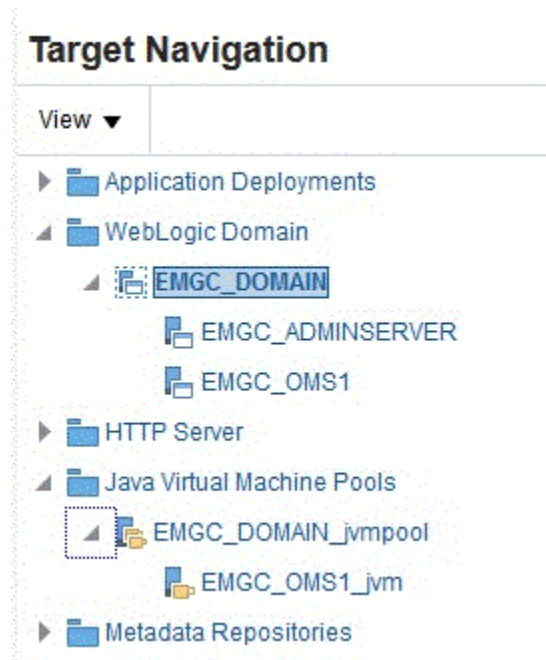 Target Navigation
View
Application Deployments
WebLogic Domain
EMGC_DOMAIN
EMGC_ADMINSERVER
EMGC_OMS1
HTTP Server
Java Virtual Machine Pools
EMGC_DOMAIN_jvmpool
EMGC_OMS1_jvm
Metadata Repositories